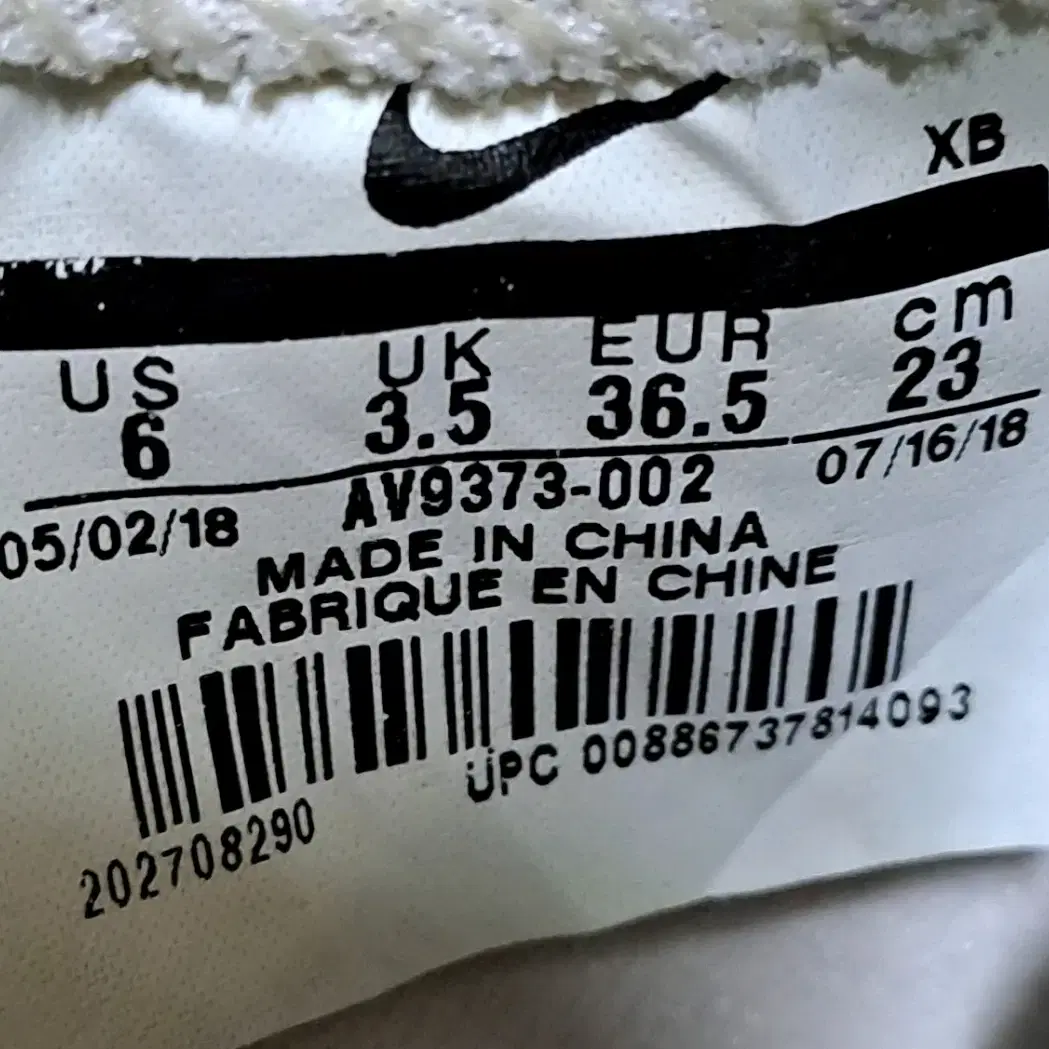 XB
US UK EUR cm
6 3.5 36.5 23
05/02/18 AV9373-002 07/16/18
MADE IN CHINA
FABRIQUE EN CHINE
UPC 00886737814093
202708290